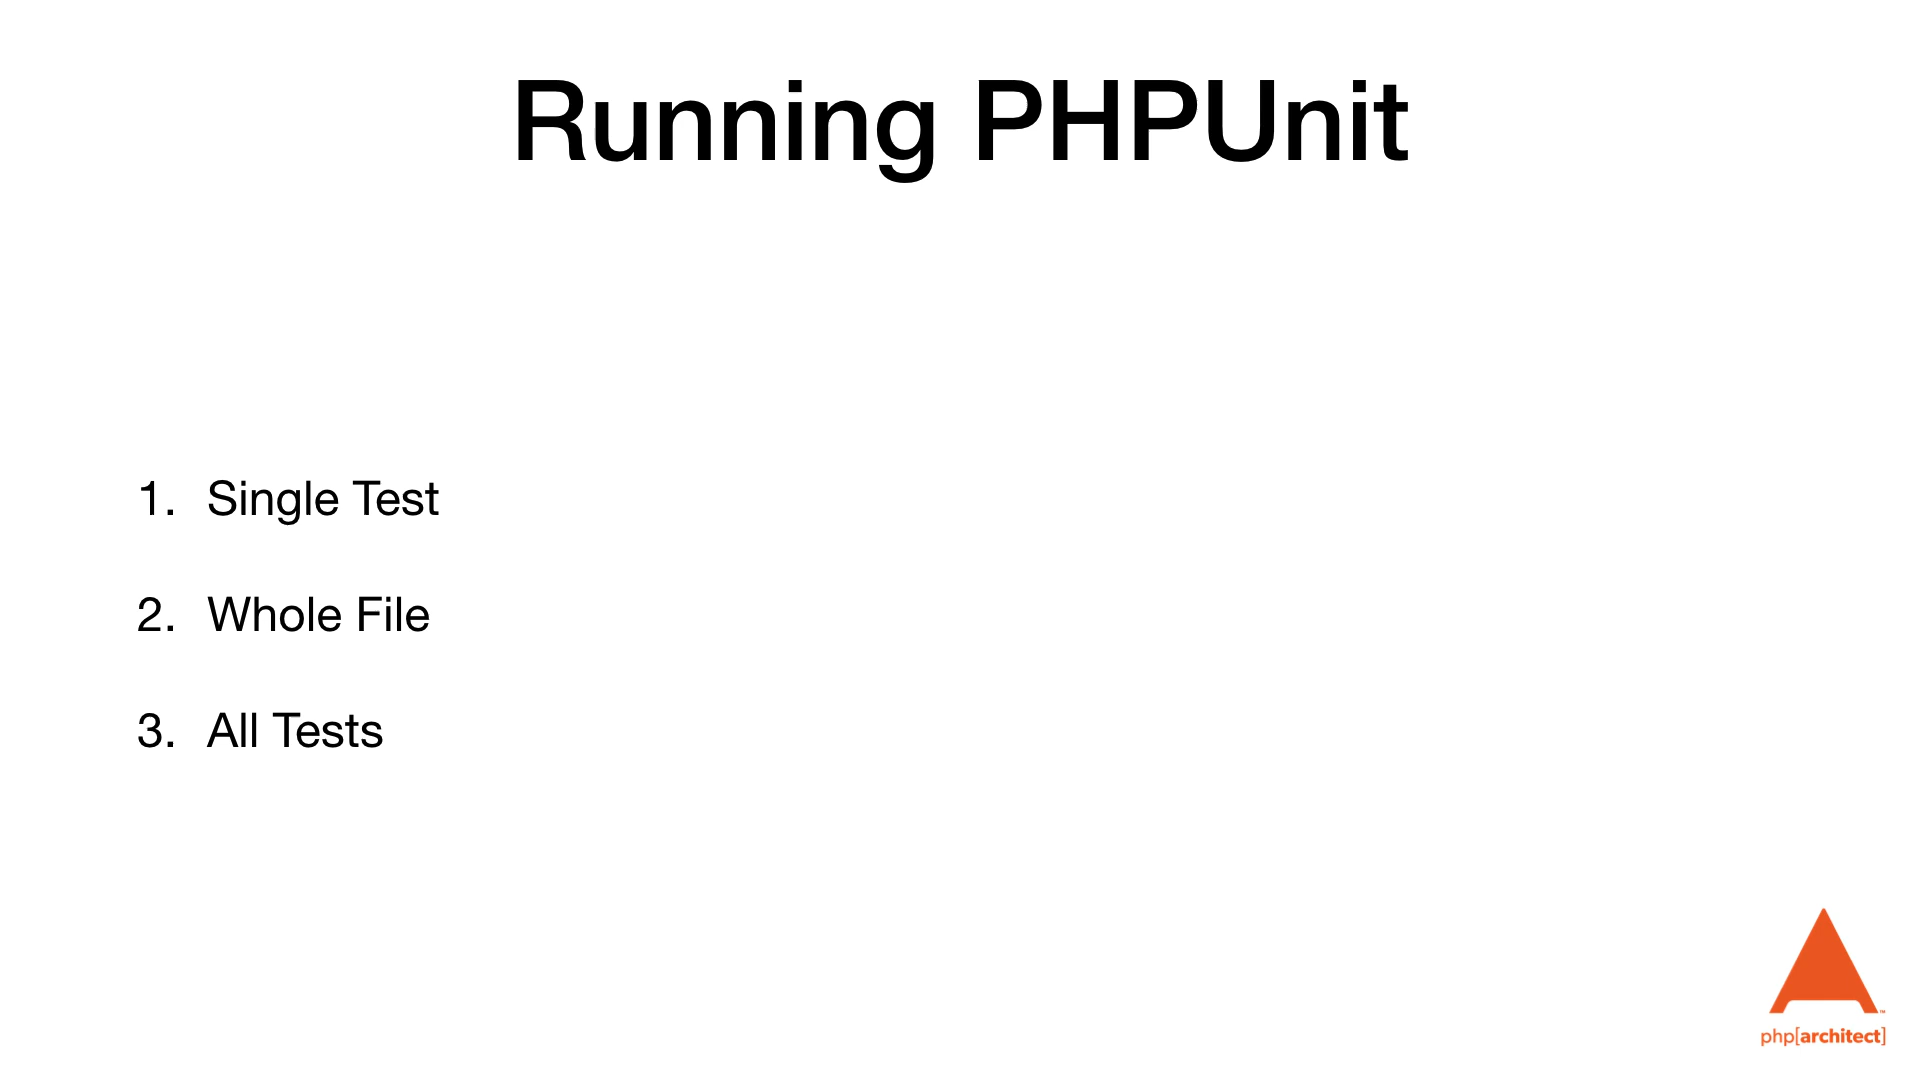 Running PHPUnit
1. Single Test
2. Whole File
3. All Tests
php[architect]